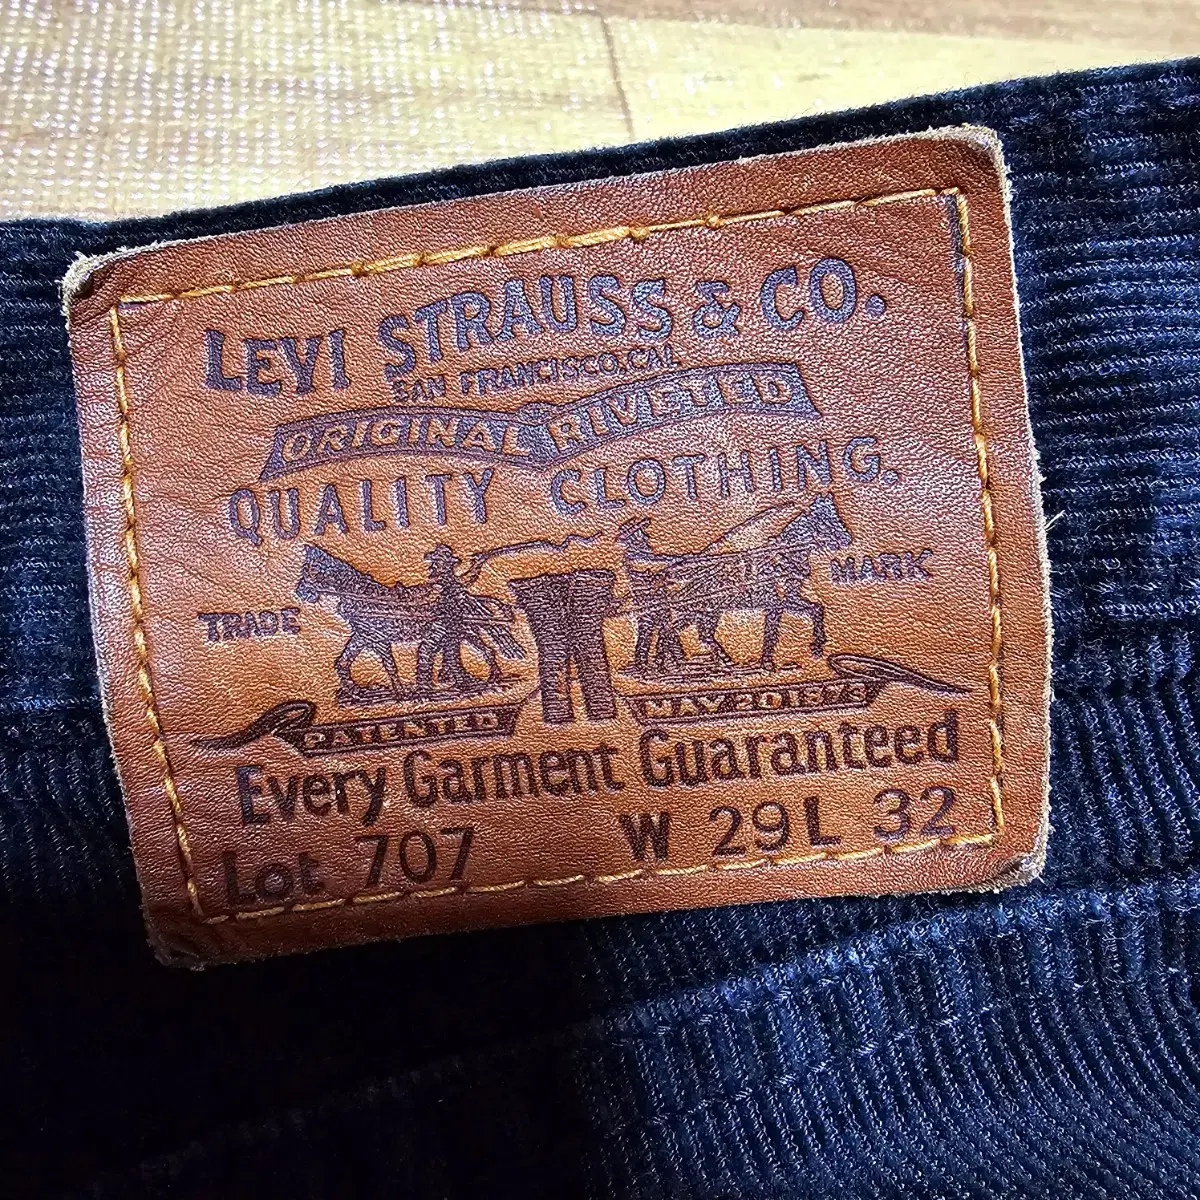 LEVI STRAUSS & CO.
SAN FRANCISCO, CAL
ORIGINAL RIVETED
QUALITY CLOTHING.
TRADE MARK
PATENTED MAY 20 1873
Every Garment Guaranteed
Lot 707 W 29 L 32